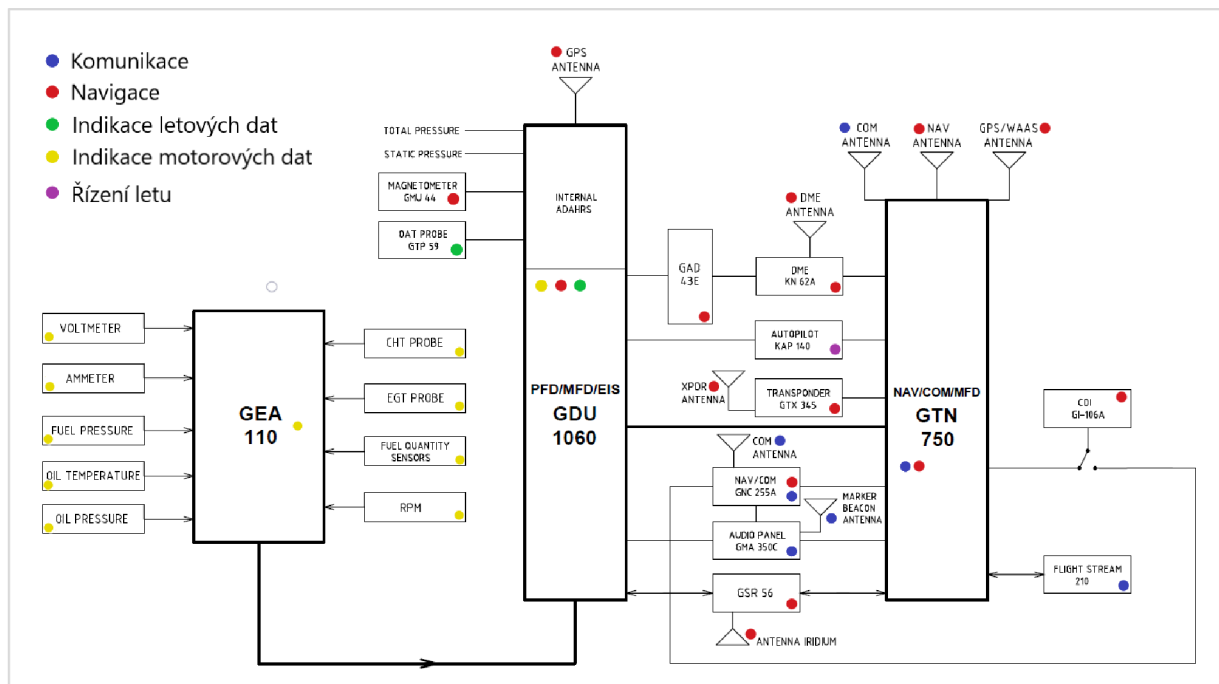 Komunikace
Navigace
Indikace letových dat
Indikace motorových dat
Řízení letu
GPS
ANTENNA
TOTAL PRESSURE
STATIC PRESSURE
MAGNETOMETER
GMU 44
OAT PROBE
GTP 59
INTERNAL
ADAHRS
COM
ANTENNA
NAV
ANTENNA
GPS/WAAS
ANTENNA
DME
ANTENNA
GAD
43E
DME
KN 62A
AUTOPILOT
KAP 140
XPDR
ANTENNA
TRANSPONDER
GTX 345
VOLTMETER
AMMETER
FUEL PRESSURE
OIL TEMPERATURE
OIL PRESSURE
GEA
110
CHT PROBE
EGT PROBE
FUEL QUANTITY
SENSORS
RPM
PFD/MFD/EIS
GDU
1060
NAV/COM/MFD
GTN
750
CDI
GI-106A
COM
ANTENNA
NAV/COM
GNC 255A
MARKER
BEACON
ANTENNA
AUDIO PANEL
GMA 350C
GSR 56
ANTENNA IRIDIUM
FLIGHT STREAM
210